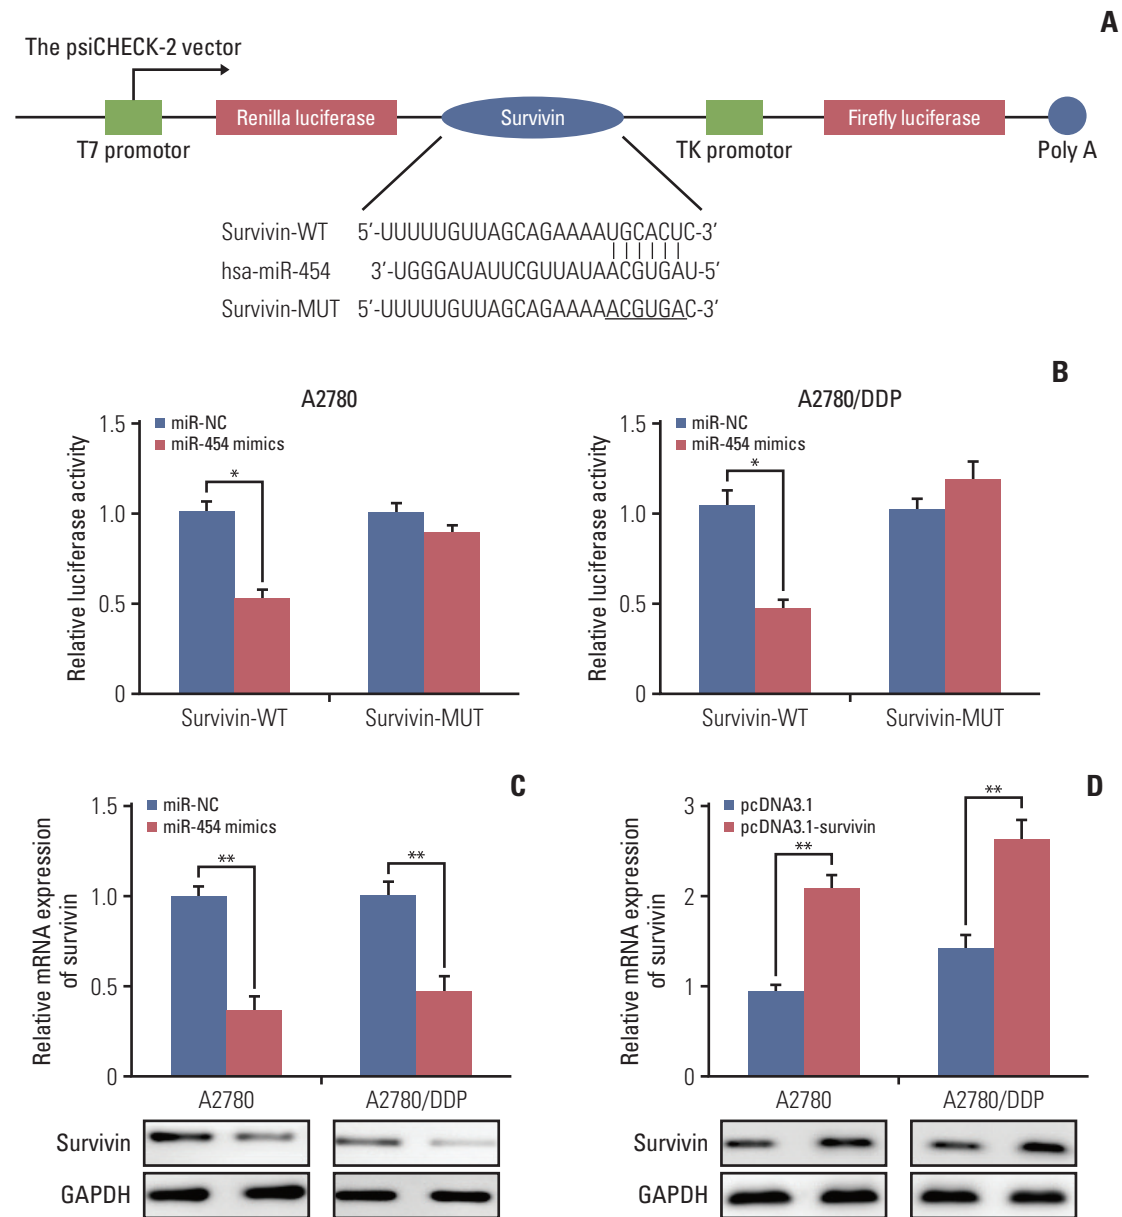 A
The psiCHECK-2 vector
Renilla luciferase
Survivin
Firefly luciferase
T7 promotor
TK promotor
Poly A
Survivin-WT 5′-UUUUUGUUAGCAGAAAAUGCACUC-3′
hsa-miR-454 3′-UGGGAUAUUCGUUAUAACGUGAU-5′
Survivin-MUT 5′-UUUUUGUUAGCAGAAAAACGUGAC-3′
B
A2780
miR-NC
miR-454 mimics
Relative luciferase activity
1.5
1.0
0.5
0
*
Survivin-WT
Survivin-MUT
A2780/DDP
miR-NC
miR-454 mimics
Relative luciferase activity
1.5
1.0
0.5
0
*
Survivin-WT
Survivin-MUT
C
miR-NC
miR-454 mimics
Relative mRNA expression
of survivin
1.5
1.0
0.5
0
**
**
A2780
A2780/DDP
Survivin
GAPDH
D
pcDNA3.1
pcDNA3.1-survivin
Relative mRNA expression
of survivin
3
2
1
0
**
**
A2780
A2780/DDP
Survivin
GAPDH